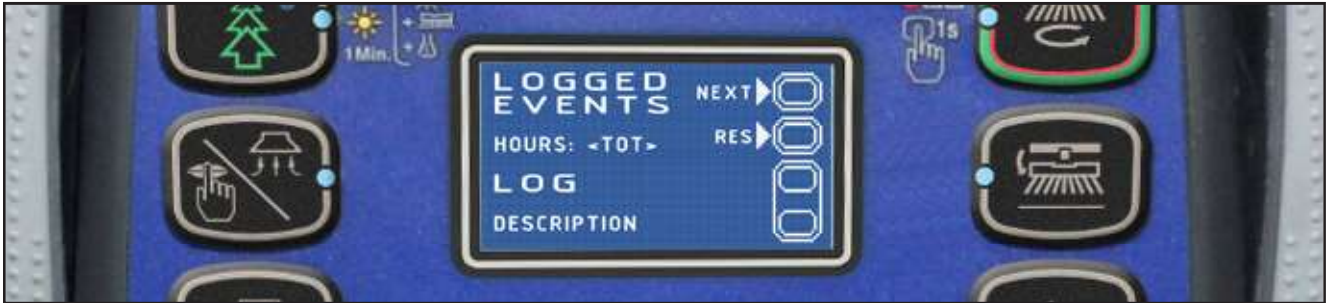 1Min.
+
+
1s
LOGGED
EVENTS
NEXT
HOURS: <TOT>
RES
LOG
DESCRIPTION